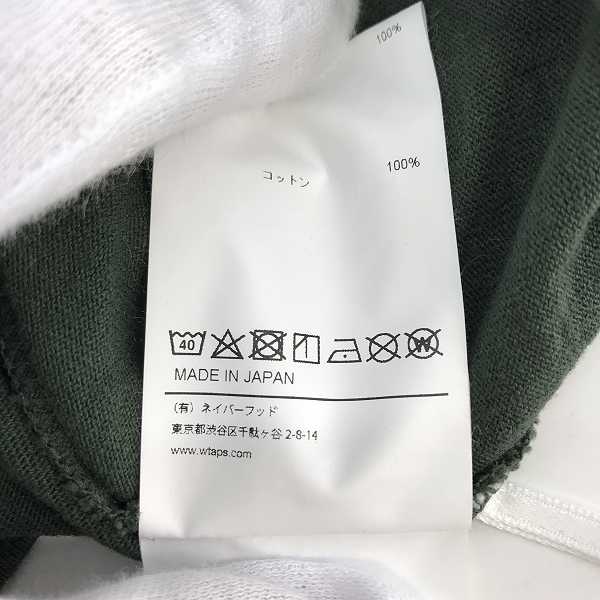 100%
コットン 100%
40 W
MADE IN JAPAN
(有) ネイバーフッド
東京都渋谷区千駄ヶ谷 2-8-14
www.wtaps.com